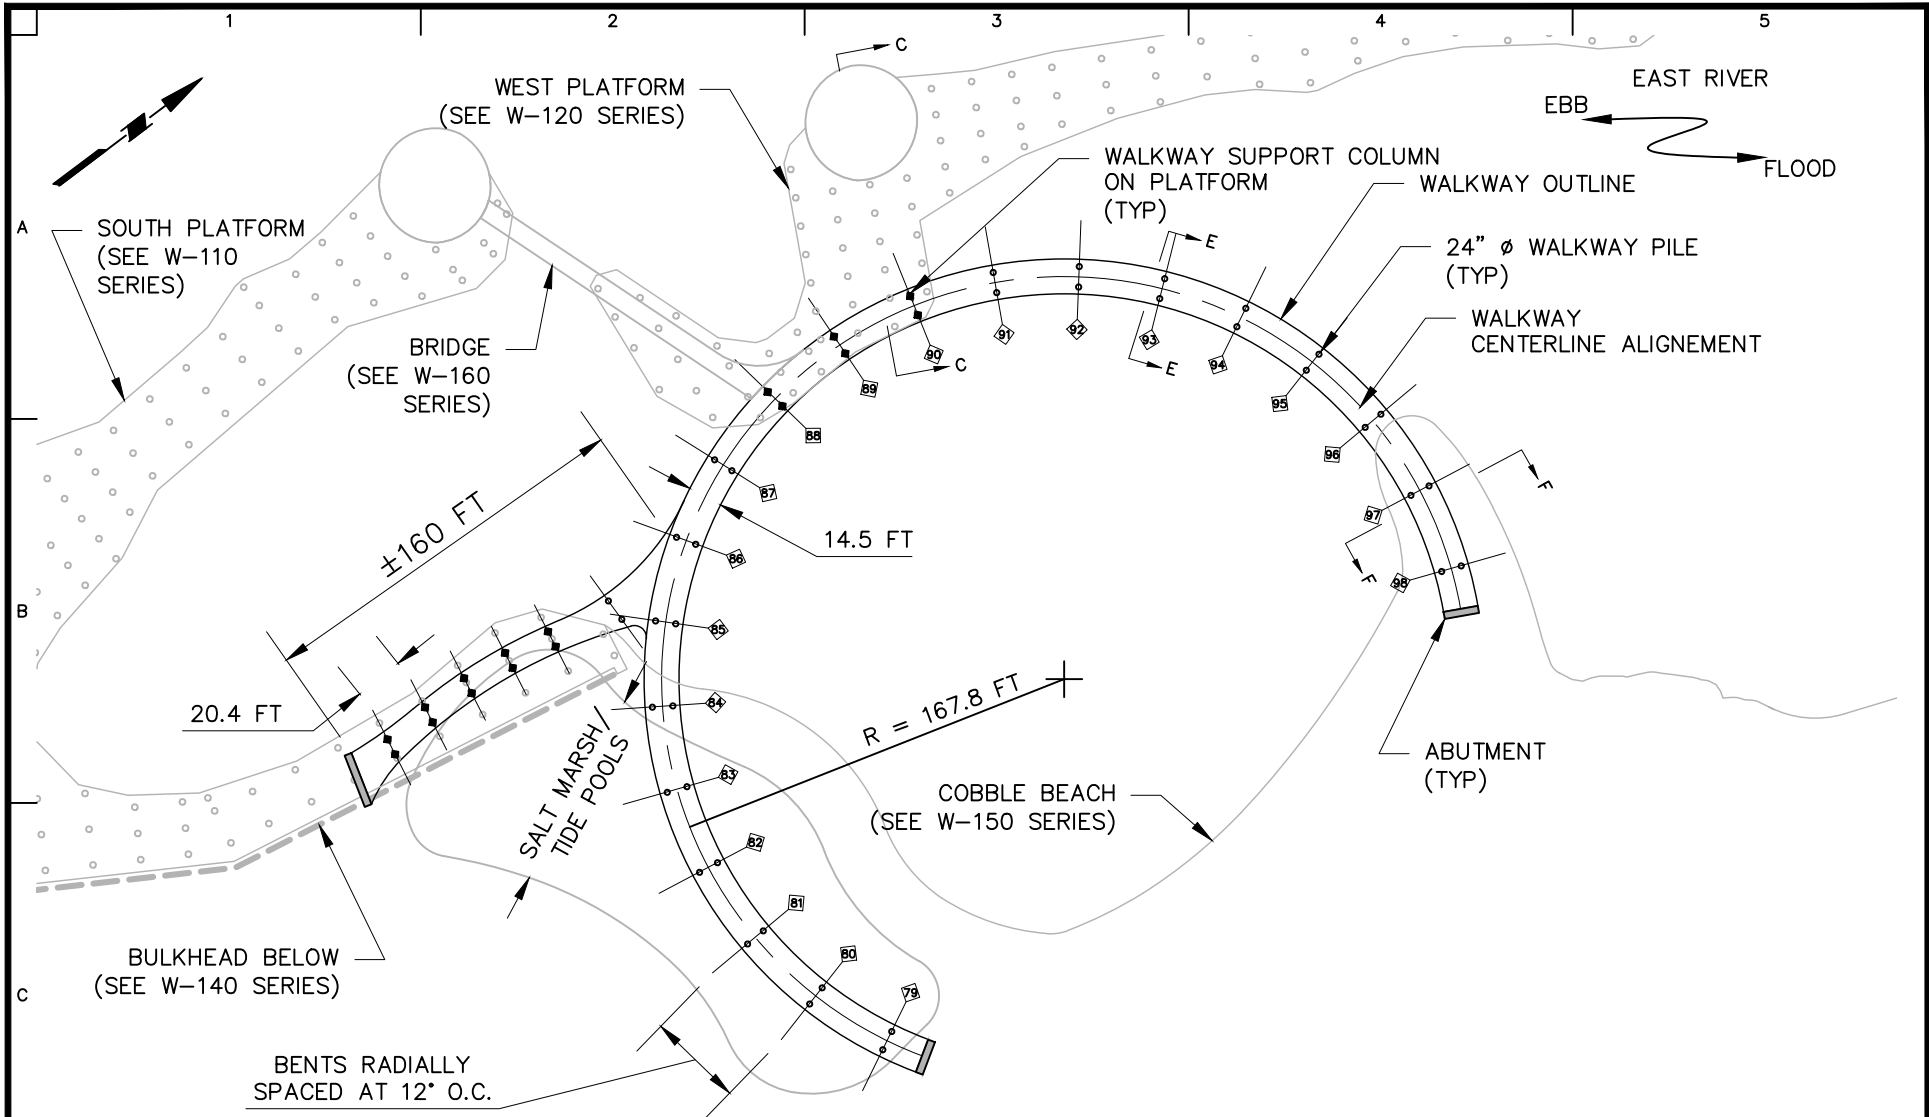 1
2
3
4
5
C
WEST PLATFORM
(SEE W–120 SERIES)
EAST RIVER
EBB
FLOOD
WALKWAY SUPPORT COLUMN
ON PLATFORM
(TYP)
WALKWAY OUTLINE
A
SOUTH PLATFORM
(SEE W–110
SERIES)
E
24" ø WALKWAY PILE
(TYP)
WALKWAY
CENTERLINE ALIGNEMENT
BRIDGE
(SEE W–160
SERIES)
91
92
93
94
90
C
E
89
95
88
96
87
F
97
±160 FT
14.5 FT
86
F
98
B
85
20.4 FT
84
R = 167.8 FT
SALT MARSH/
TIDE POOLS
83
ABUTMENT
(TYP)
COBBLE BEACH
(SEE W–150 SERIES)
82
81
BULKHEAD BELOW
(SEE W–140 SERIES)
80
C
79
BENTS RADIALLY
SPACED AT 12° O.C.